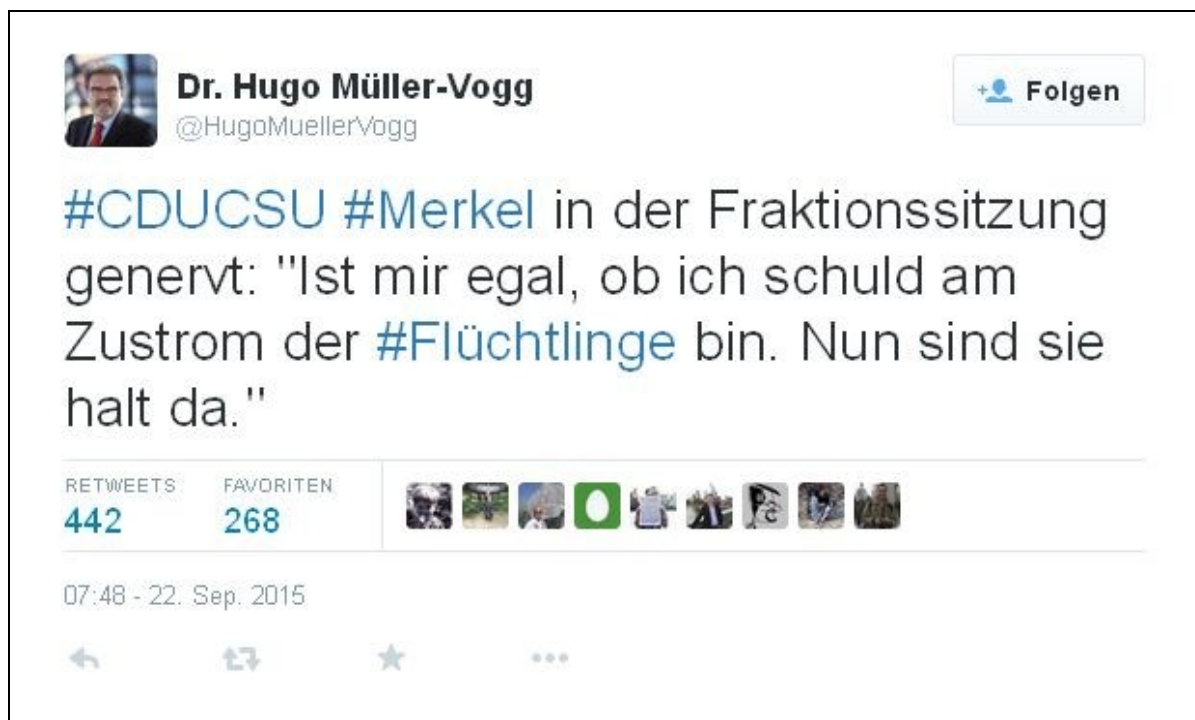 Dr. Hugo Müller-Vogg
@HugoMuellerVogg
Folgen
#CDUCSU #Merkel in der Fraktionssitzung
genervt: "Ist mir egal, ob ich schuld am
Zustrom der #Flüchtlinge bin. Nun sind sie
halt da."
RETWEETS FAVORITEN
442 268
07:48 - 22. Sep. 2015